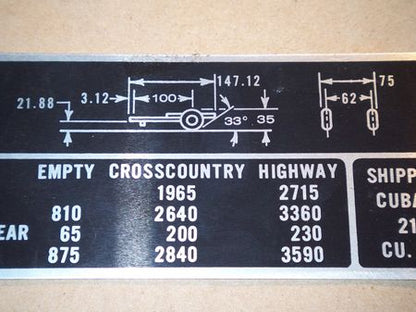 147.12
75
3.12 100
62
21.88
33° 35
EMPTY CROSSCOUNTRY HIGHWAY
1965 2715
810 2640 3360
EAR 65 200 230
875 2840 3590
SHIPP
CUBA
21
CU.